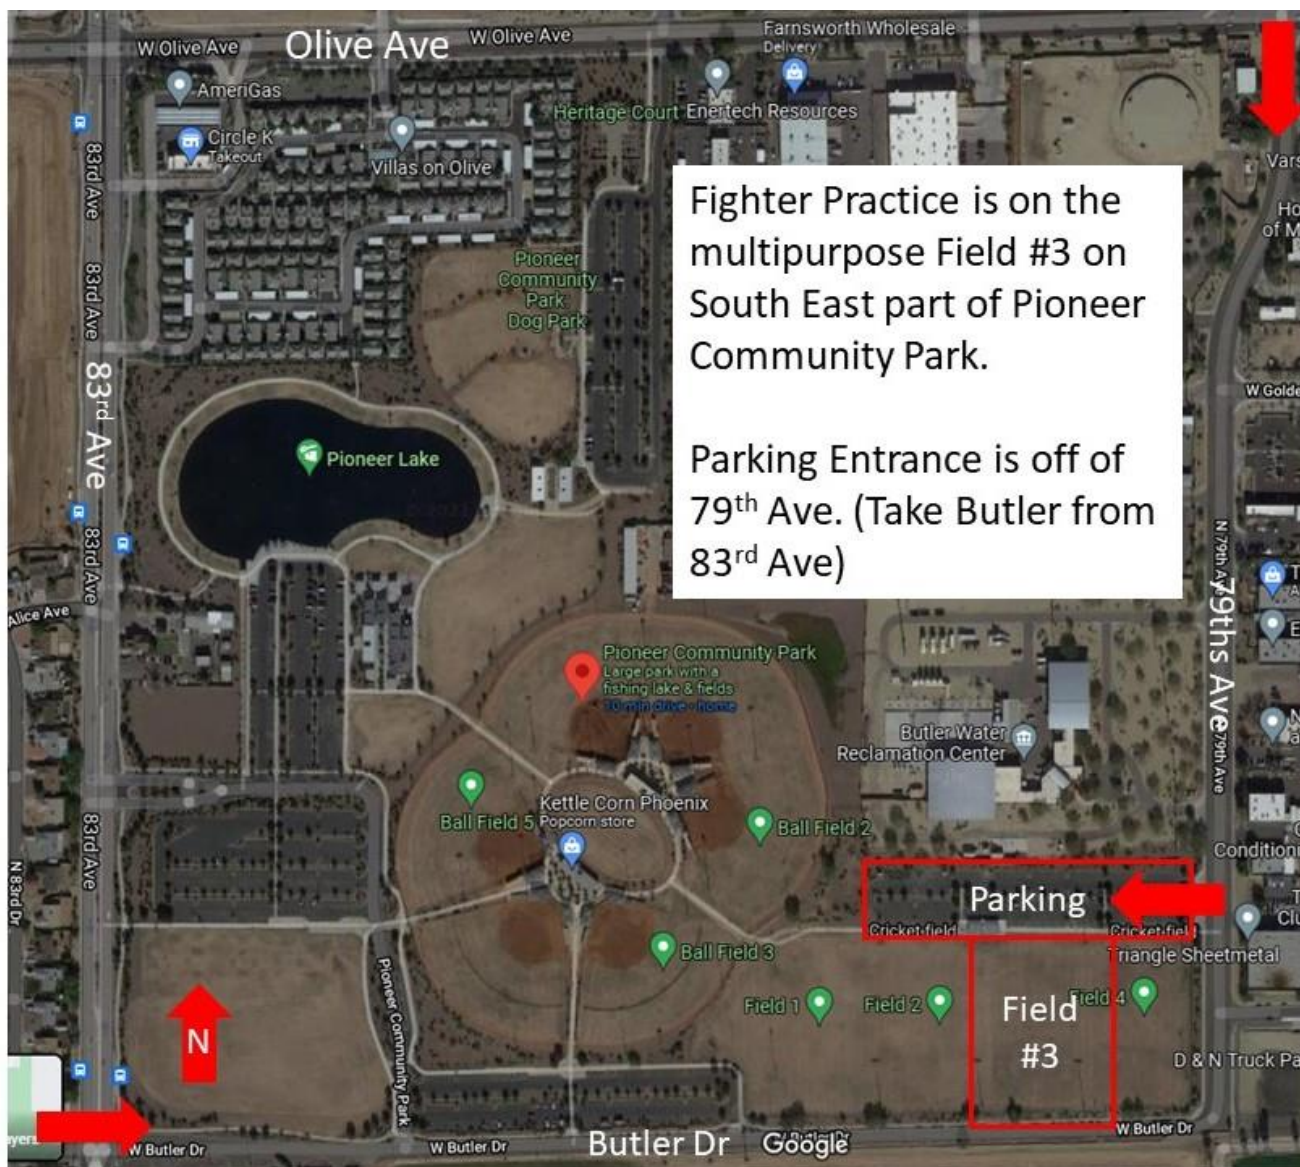 W Olive Ave
Olive Ave
W Olive Ave
Farnsworth Wholesale
Delivery
AmeriGas
Heritage Court
Enertech Resources
Circle K
Takeout
Villas on Olive
83rd Ave
83rd Ave
Fighter Practice is on the
multipurpose Field #3 on
South East part of Pioneer
Community Park.
Parking Entrance is off of
79th Ave. (Take Butler from
83rd Ave)
Pioneer
Community
Park
Dog Park
83rd Ave
Pioneer Lake
83rd Ave
Alice Ave
W Golde
N 79th Ave
79ths Ave
N 79th Ave
Pioneer Community Park
Large park with a
fishing lake & fields
10 min drive - home
Butler Water
Reclamation Center
Kettle Corn Phoenix
Popcorn store
Ball Field 5
Ball Field 2
83rd Ave
N 83rd Dr
Parking
Cricket field
Cricket field
Triangle Sheetmetal
Ball Field 3
Field 1
Field 2
Field
#3
Field 4
Pioneer Community Park
N
D & N Truck Pa
ayers
W Butler Dr
W Butler Dr
Butler Dr
Google
W Butler Dr